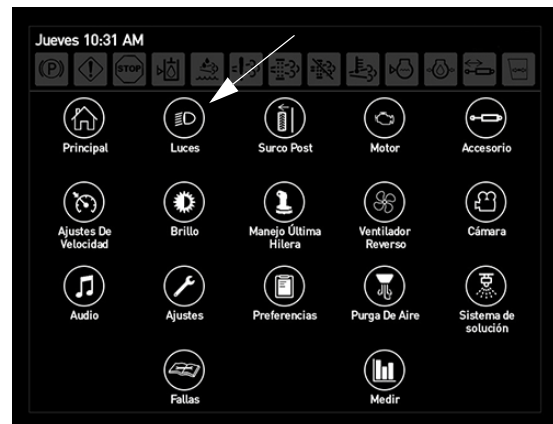 Jueves 10:31 AM
(P) STOP
Principal Luces Surco Post Motor Accesorio
Ajustes De Velocidad Brillo Manejo Última Hilera Ventilador Reverso Cámara
Audio Ajustes Preferencias Purga De Aire Sistema de solución
Fallas Medir